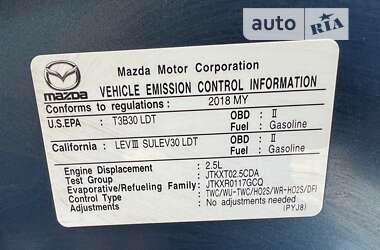 auto RIA
mazda
Mazda Motor Corporation
VEHICLE EMISSION CONTROL INFORMATION
Conforms to regulations : 2018 MY
U.S.EPA : T3B30 LDT OBD : II
Fuel : Gasoline
California : LEVⅢ SULEV30 LDT OBD : II
Fuel : Gasoline
Engine Displacement : 2.5L
Test Group : JTKXT02.5CDA
Evaporative/Refueling Family: JTKXR0117GCQ
Control Type : TWC/WU-TWC/HO2S/WR-HO2S/DFI
Adjustments : No adjustments needed.
(PYJ8)